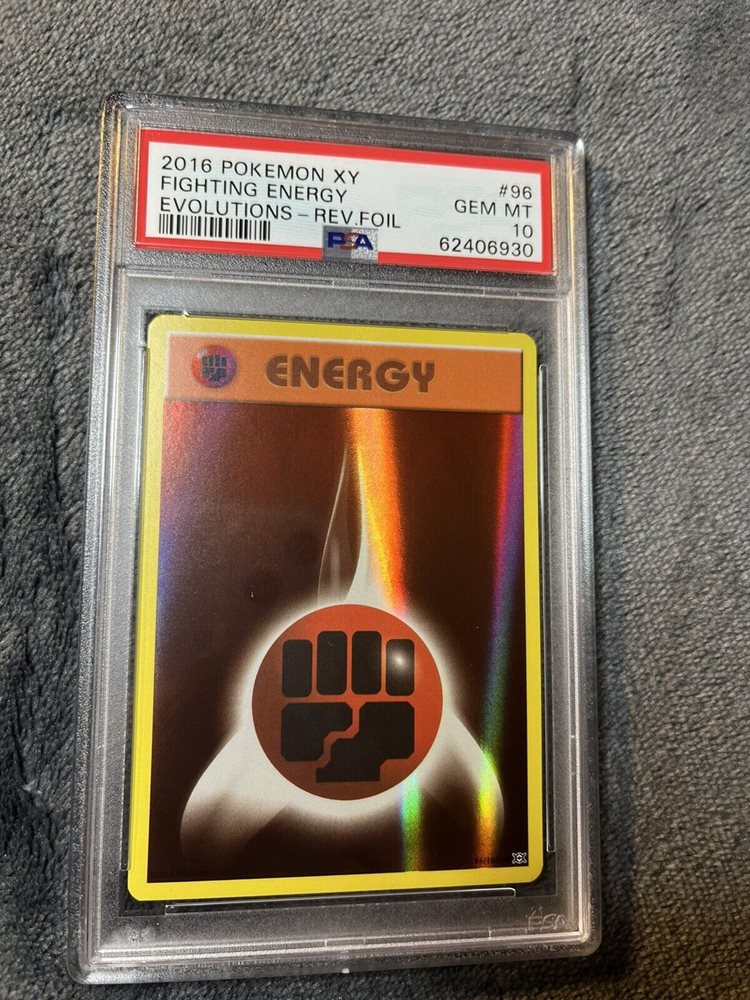 2016 POKEMON XY #96
FIGHTING ENERGY GEM MT
EVOLUTIONS - REV.FOIL 10
PSA 62406930
ENERGY